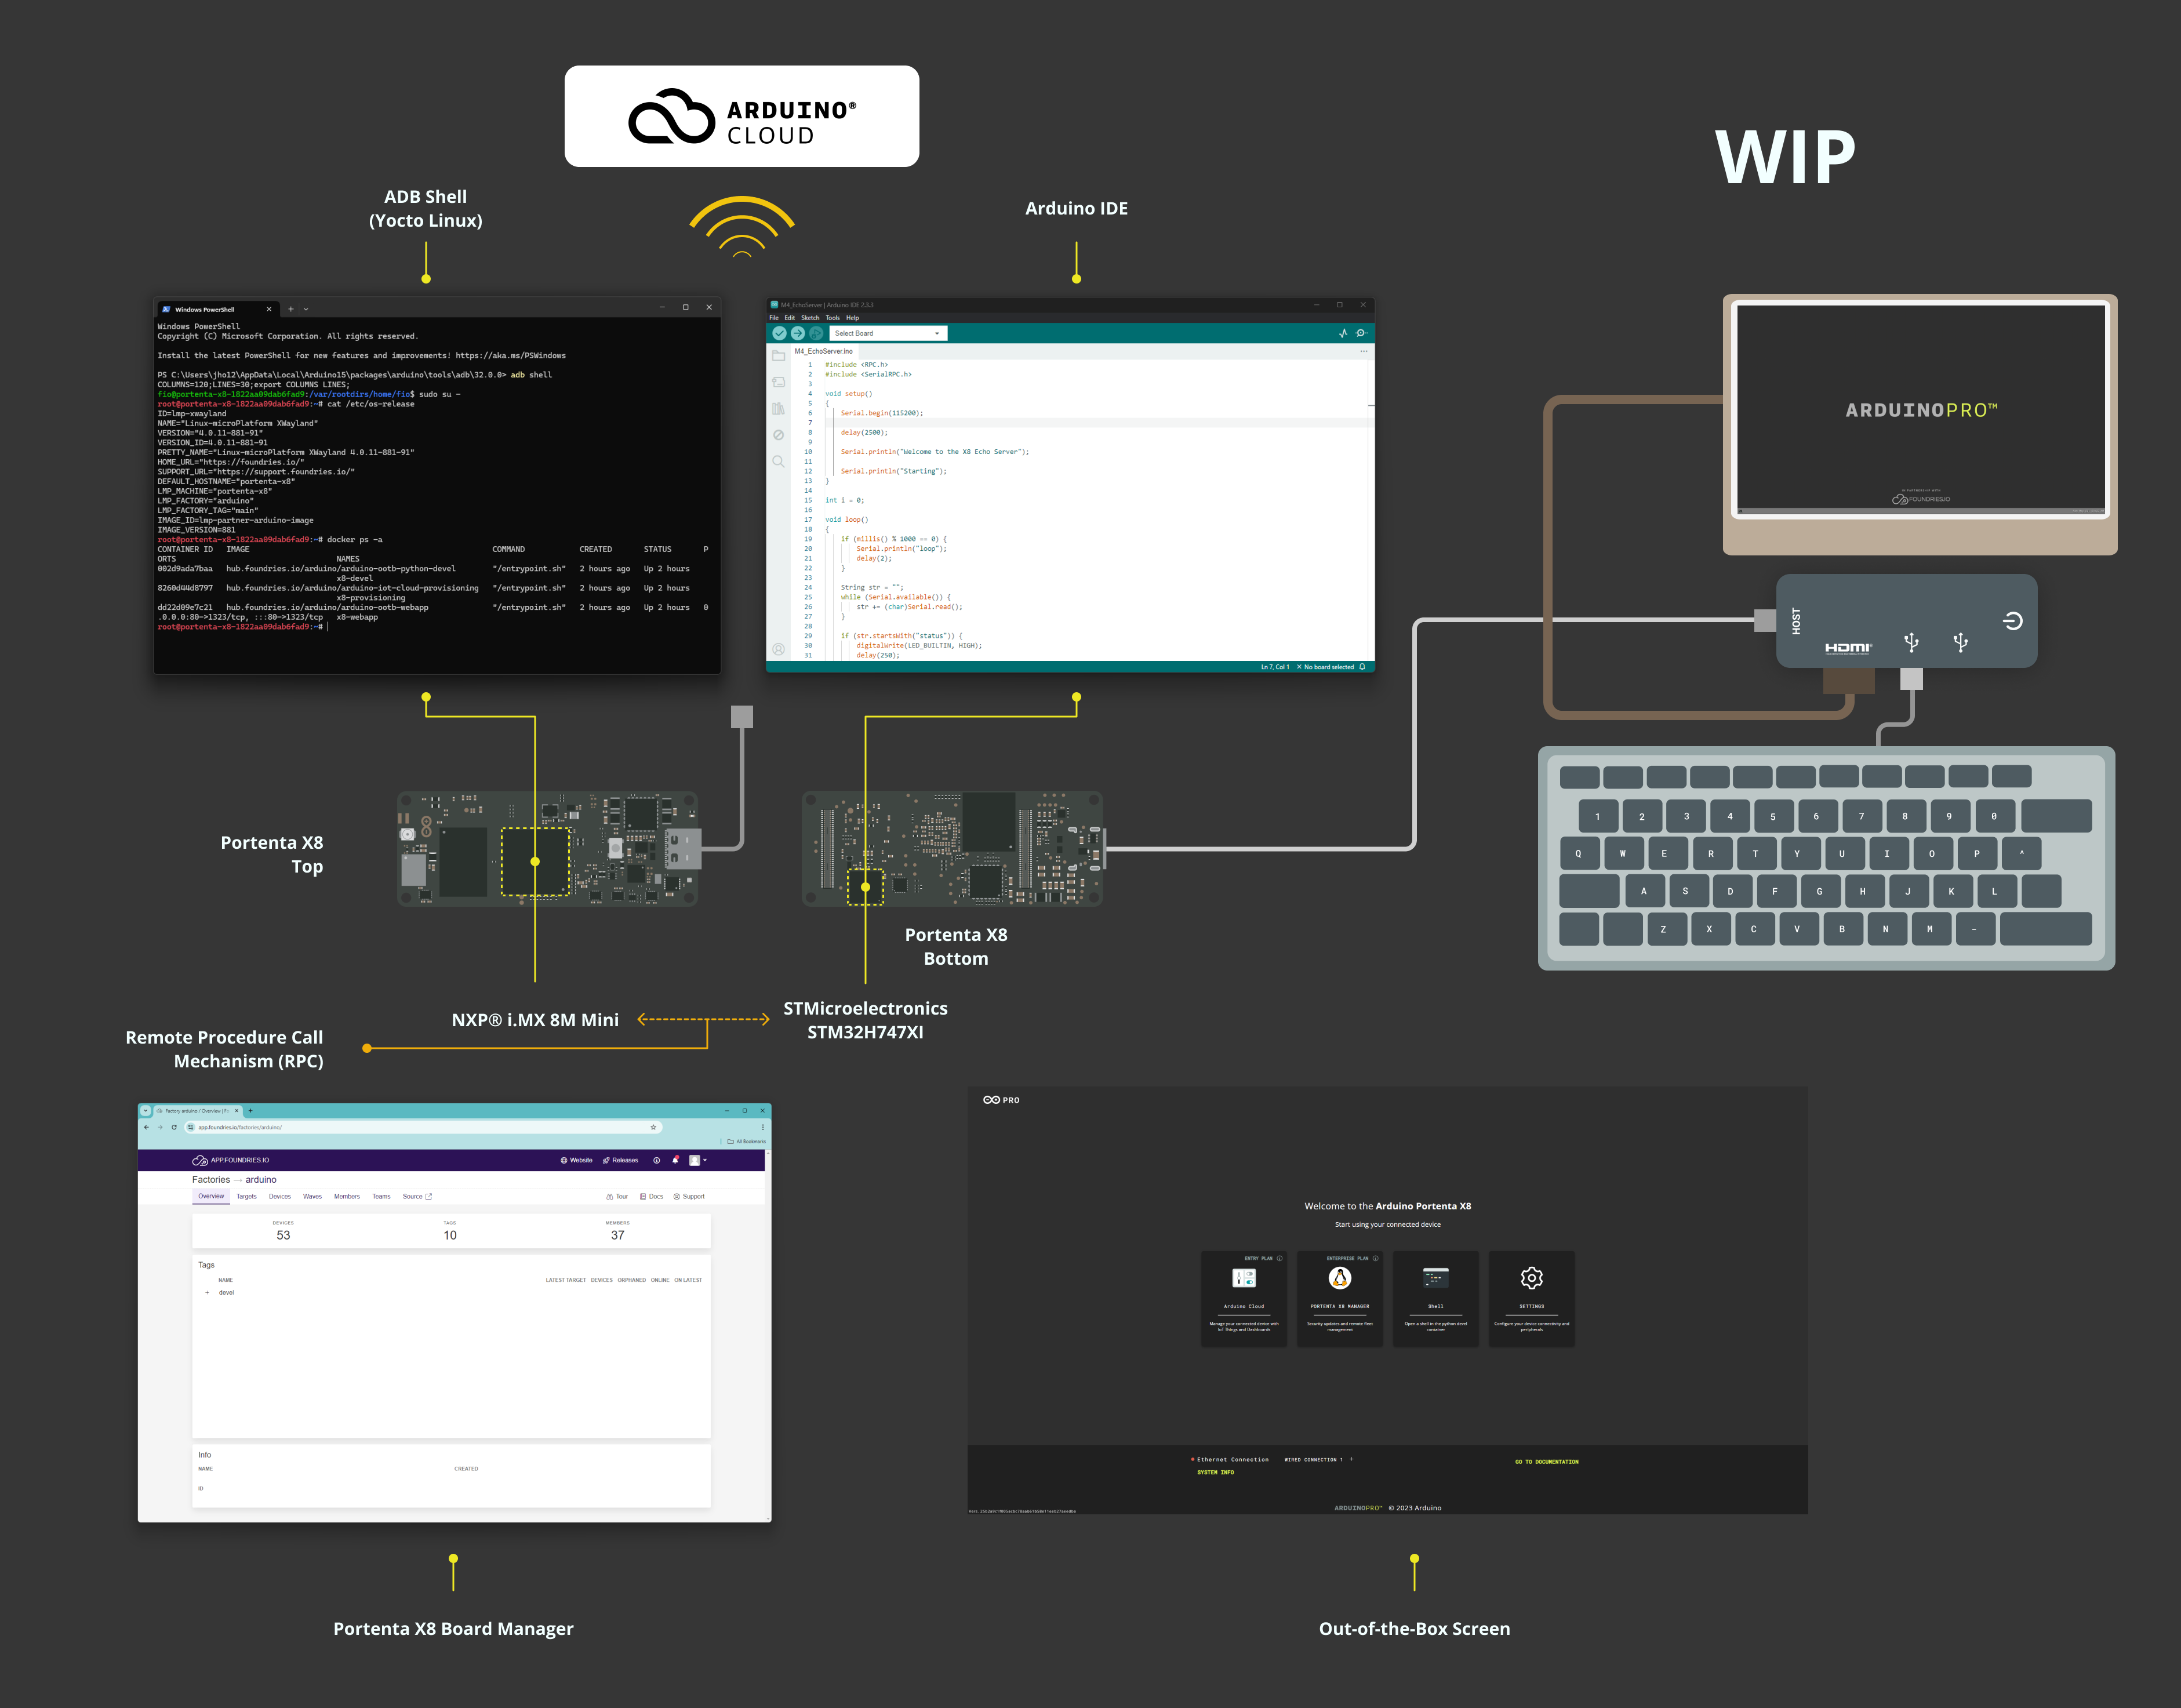 ARDUINO®
CLOUD
WIP
ADB Shell
(Yocto Linux)
Arduino IDE
Windows PowerShell
Windows PowerShell
Copyright (C) Microsoft Corporation. All rights reserved.
Install the latest PowerShell for new features and improvements! https://aka.ms/PSWindows
PS C:\Users\jho12\AppData\Local\Arduino15\packages\arduino\tools\adb\32.0.0> adb shell
COLUMNS=120;LINES=30;export COLUMNS LINES;
fio@portenta-x8-1822aa09dab6fad9:/var/rootdirs/home/fio$ sudo su -
root@portenta-x8-1822aa09dab6fad9:~# cat /etc/os-release
ID=lmp-xwayland
NAME="Linux-microPlatform XWayland"
VERSION="4.0.11-881-91"
VERSION_ID=4.0.11-881-91
PRETTY_NAME="Linux-microPlatform XWayland 4.0.11-881-91"
HOME_URL="https://foundries.io/"
SUPPORT_URL="https://support.foundries.io/"
DEFAULT_HOSTNAME="portenta-x8"
LMP_MACHINE="portenta-x8"
LMP_FACTORY="arduino"
LMP_FACTORY_TAG="main"
IMAGE_ID=lmp-partner-arduino-image
IMAGE_VERSION=881
root@portenta-x8-1822aa09dab6fad9:~# docker ps -a
CONTAINER ID IMAGE COMMAND CREATED STATUS P
ORTS NAMES
002d9ada7baa hub.foundries.io/arduino/arduino-ootb-python-devel "/entrypoint.sh" 2 hours ago Up 2 hours
x8-devel
8260d44d8797 hub.foundries.io/arduino/arduino-iot-cloud-provisioning "/entrypoint.sh" 2 hours ago Up 2 hours
x8-provisioning
dd22d09e7c21 hub.foundries.io/arduino/arduino-ootb-webapp "/entrypoint.sh" 2 hours ago Up 2 hours 0
.0.0.0:80->1323/tcp, :::80->1323/tcp x8-webapp
root@portenta-x8-1822aa09dab6fad9:~#
M4_EchoServer | Arduino IDE 2.3.3
File Edit Sketch Tools Help
Select Board
M4_EchoServer.ino
1 #include <RPC.h>
2 #include <SerialRPC.h>
3
4 void setup()
5 {
6 Serial.begin(115200);
7
8 delay(2500);
9
10 Serial.println("Welcome to the X8 Echo Server");
11
12 Serial.println("Starting");
13 }
14
15 int i = 0;
16
17 void loop()
18 {
19 if (millis() % 1000 == 0) {
20 Serial.println("loop");
21 delay(2);
22 }
23
24 String str = "";
25 while (Serial.available()) {
26 str += (char)Serial.read();
27 }
28
29 if (str.startsWith("status")) {
30 digitalWrite(LED_BUILTIN, HIGH);
31 delay(250);
Ln 7, Col 1 × No board selected
ARDUINOPRO™
IN PARTNERSHIP WITH
FOUNDRIES.IO
HOST
HDMI
1 2 3 4 5 6 7 8 9 0
Q W E R T Y U I O P ^
A S D F G H J K L
Z X C V B N M -
Portenta X8
Top
Portenta X8
Bottom
NXP® i.MX 8M Mini
STMicroelectronics
STM32H747XI
Remote Procedure Call
Mechanism (RPC)
Factory arduino / Overview | Fo
app.foundries.io/factories/arduino/
All Bookmarks
APP.FOUNDRIES.IO
Website Releases
Factories → arduino
Overview Targets Devices Waves Members Teams Source
Tour Docs Support
DEVICES TAGS MEMBERS
53 10 37
Tags
NAME LATEST TARGET DEVICES ORPHANED ONLINE ON LATEST
+ devel
Info
NAME CREATED
ID
PRO
Welcome to the Arduino Portenta X8
Start using your connected device
ENTRY PLAN
Arduino Cloud
Manage your connected device with
IoT Things and Dashboards
ENTERPRISE PLAN
PORTENTA X8 MANAGER
Security updates and remote fleet
management
Shell
Open a shell in the python-devel
container
SETTINGS
Configure your device connectivity and
peripherals
Ethernet Connection WIRED CONNECTION 1 +
SYSTEM INFO
GO TO DOCUMENTATION
ARDUINOPRO™ © 2023 Arduino
Portenta X8 Board Manager
Out-of-the-Box Screen